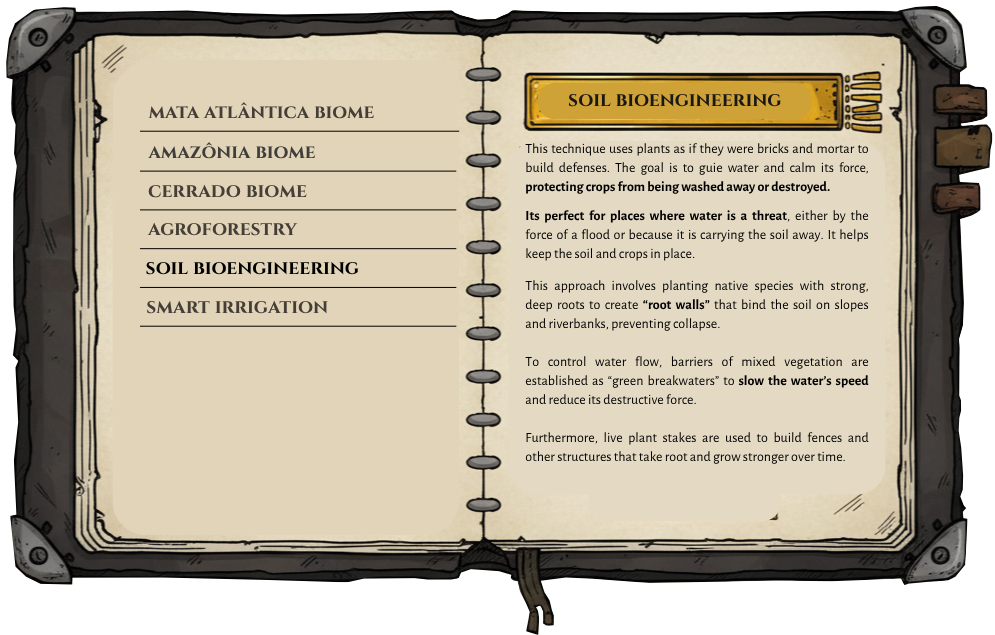 MATA ATLÂNTICA BIOME
AMAZÔNIA BIOME
CERRADO BIOME
AGROFORESTRY
SOIL BIOENGINEERING
SMART IRRIGATION
SOIL BIOENGINEERING
This technique uses plants as if they were bricks and mortar to
build defenses. The goal is to guie water and calm its force,
protecting crops from being washed away or destroyed.
Its perfect for places where water is a threat, either by the
force of a flood or because it is carrying the soil away. It helps
keep the soil and crops in place.
This approach involves planting native species with strong,
deep roots to create “root walls” that bind the soil on slopes
and riverbanks, preventing collapse.
To control water flow, barriers of mixed vegetation are
established as “green breakwaters” to slow the water’s speed
and reduce its destructive force.
Furthermore, live plant stakes are used to build fences and
other structures that take root and grow stronger over time.